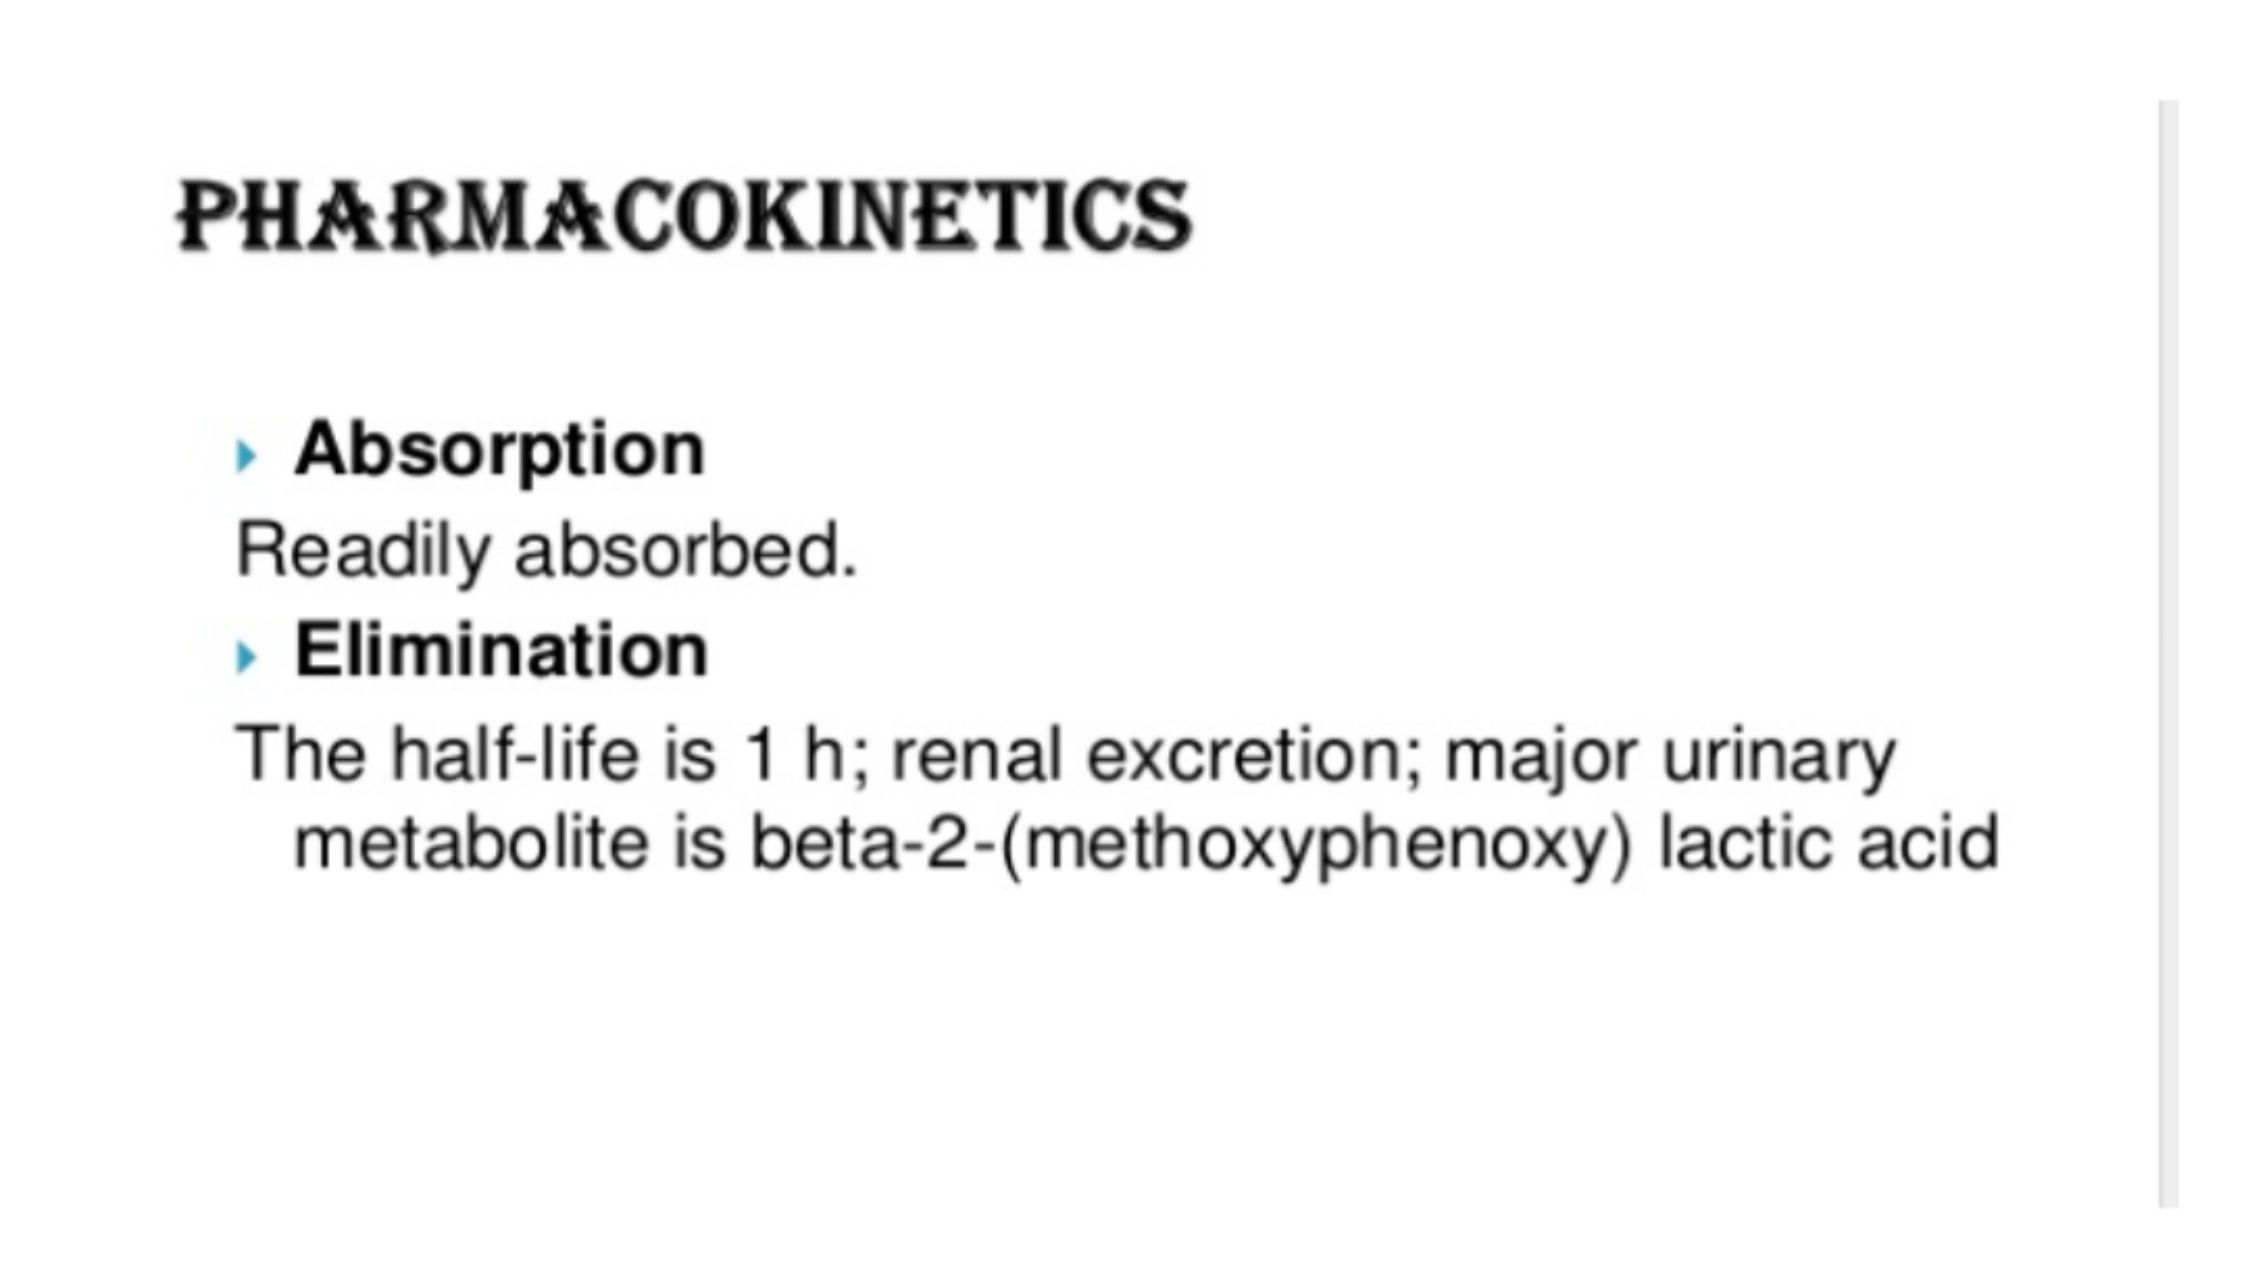 PHARMACOKINETICS
Absorption
Readily absorbed.
Elimination
The half-life is 1 h; renal excretion; major urinary
metabolite is beta-2-(methoxyphenoxy) lactic acid